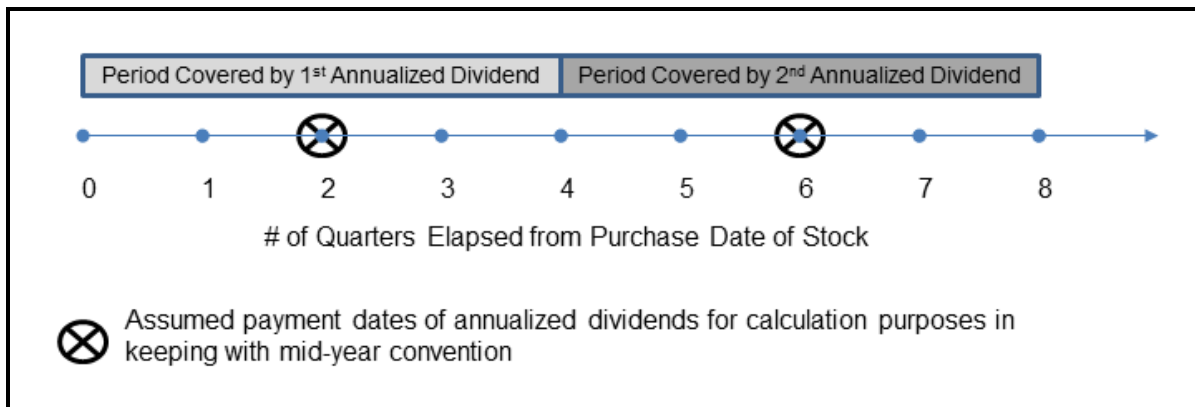 Period Covered by 1st Annualized Dividend Period Covered by 2nd Annualized Dividend
0 1 2 3 4 5 6 7 8
# of Quarters Elapsed from Purchase Date of Stock
Assumed payment dates of annualized dividends for calculation purposes in
keeping with mid-year convention